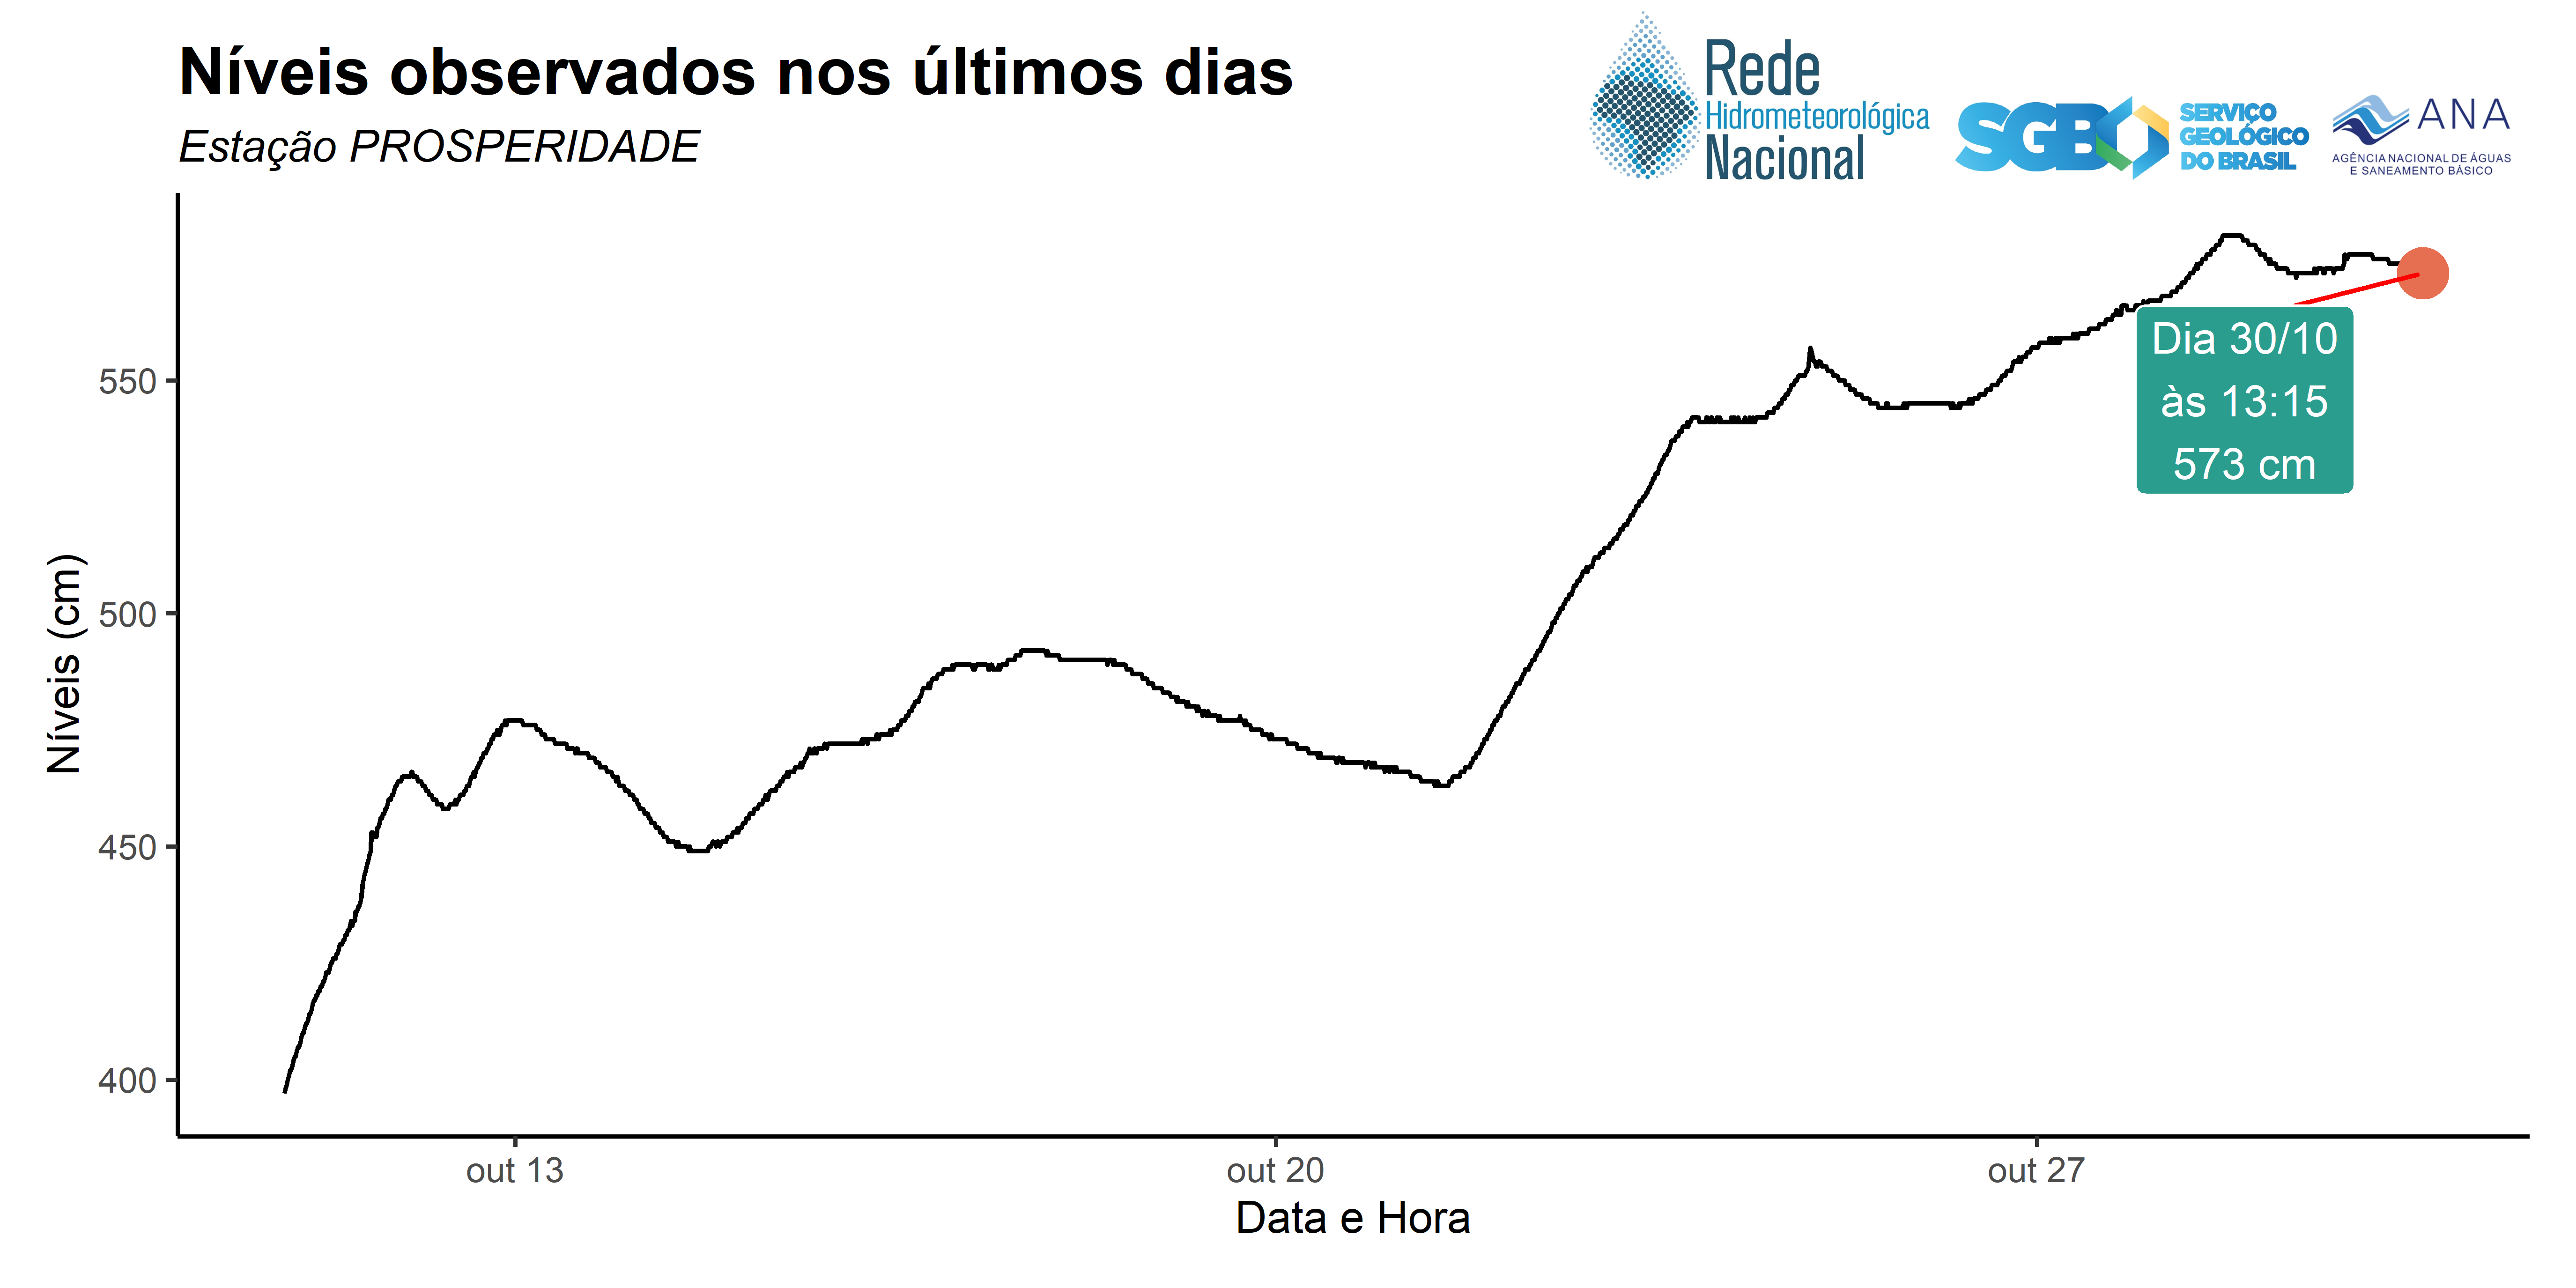 Níveis observados nos últimos dias
Estação PROSPERIDADE
Rede
Hidrometeorológica
Nacional
SGB
SERVIÇO
GEOLÓGICO
DO BRASIL
ANA
AGÊNCIA NACIONAL DE ÁGUAS
E SANEAMENTO BÁSICO
Níveis (cm)
550
500
450
400
Dia 30/10
às 13:15
573 cm
out 13
out 20
out 27
Data e Hora